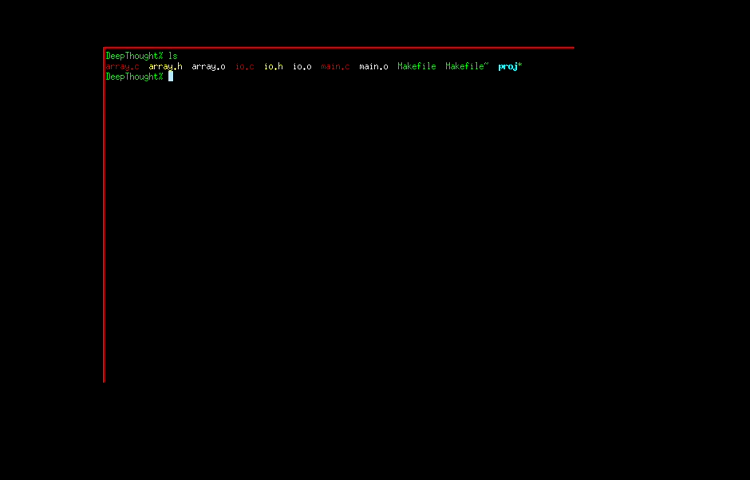 DeepThought% ls
array.c array.h array.o io.c io.h io.o main.c main.o Makefile Makefile~ proj*
DeepThought%